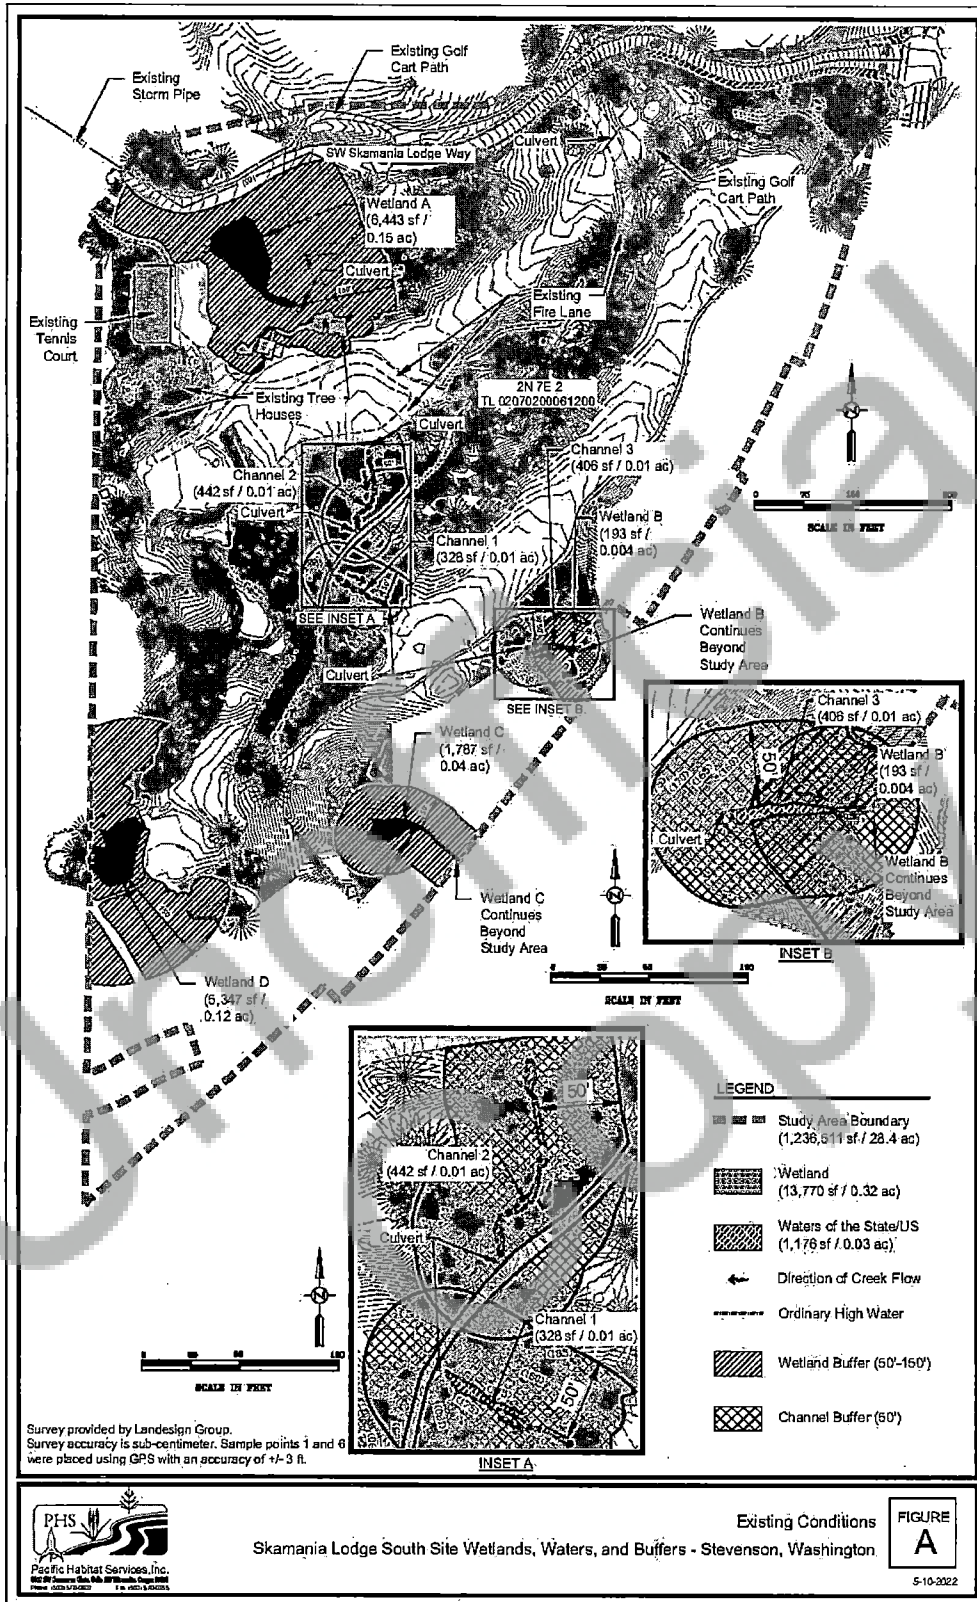 Existing Golf
Cart Path
Existing
Storm Pipe
SW Skamania Lodge Way
Culvert
Existing Golf
Cart Path
Wetland A
(6,443 sf /
0.15 ac)
Culvert
Existing
Fire Lane
Existing
Tennis
Court
2N 7E 2
TL 02070200061200
Existing Tree
Houses
Culvert
Channel 3
(406 sf / 0.01 ac)
Channel 2
(442 sf / 0.01 ac)
Culvert
Wetland B
(193 sf /
0.004 ac)
Channel 1
(328 sf / 0.01 ac)
SCALE IN FEET
SEE INSET A
Wetland B
Continues
Beyond
Study Area
Culvert
SEE INSET B
Wetland C
(1,787 sf /
0.04 ac)
Channel 3
(406 sf / 0.01 ac)
50'
Wetland B
(193 sf /
0.004 ac)
Culvert
Wetland B
Continues
Beyond
Study Area
INSET B
Wetland C
Continues
Beyond
Study Area
SCALE IN FEET
Wetland D
(5,347 sf /
0.12 ac)
50'
Channel 2
(442 sf / 0.01 ac)
Culvert
Channel 1
(328 sf / 0.01 ac)
50'
INSET A
SCALE IN FEET
LEGEND
Study Area Boundary
(1,236,511 sf / 28.4 ac)
Wetland
(13,770 sf / 0.32 ac)
Waters of the State/US
(1,176 sf / 0.03 ac)
Direction of Creek Flow
Ordinary High Water
Wetland Buffer (50'-150')
Channel Buffer (50')
Survey provided by Landesign Group.
Survey accuracy is sub-centimeter. Sample points 1 and 6
were placed using GPS with an accuracy of +/- 3 ft.
PHS
Pacific Habitat Services, Inc.
Existing Conditions
Skamania Lodge South Site Wetlands, Waters, and Buffers - Stevenson, Washington
FIGURE
A
5-10-2022
Unofficial
Copy